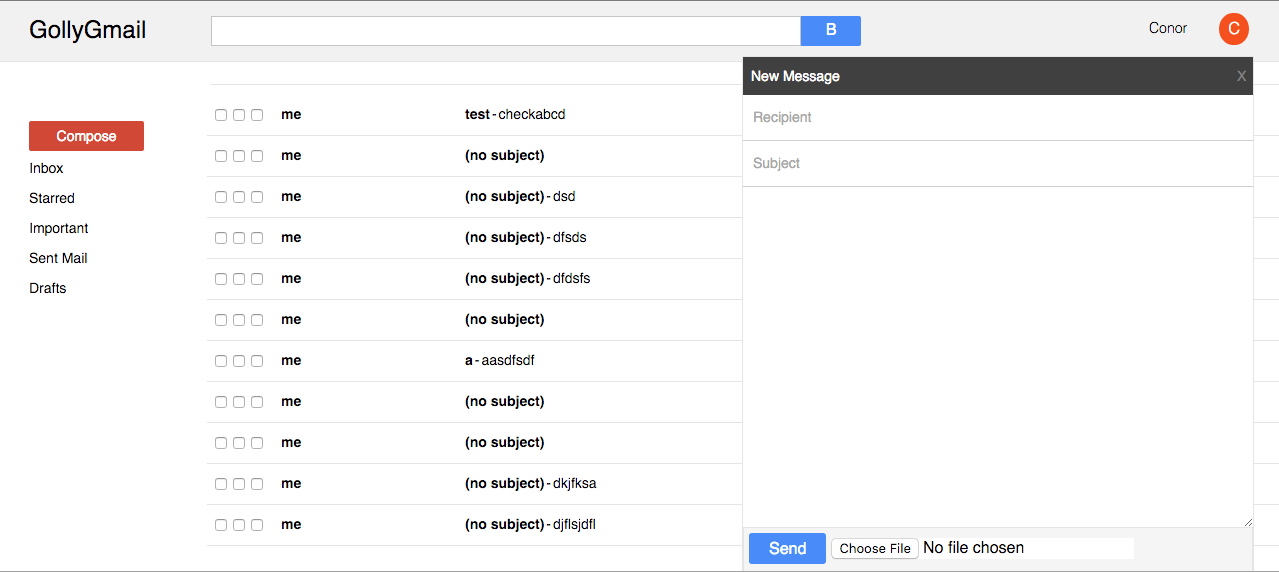 GollyGmail
B
Conor
C
Compose
Inbox
Starred
Important
Sent Mail
Drafts
me test - checkabcd
me (no subject)
me (no subject) - dsd
me (no subject) - dfsds
me (no subject) - dfdsfs
me (no subject)
me a - aasdfsdf
me (no subject)
me (no subject)
me (no subject) - dkjfksa
me (no subject) - djflsjdfl
New Message X
Recipient
Subject
Send Choose File No file chosen